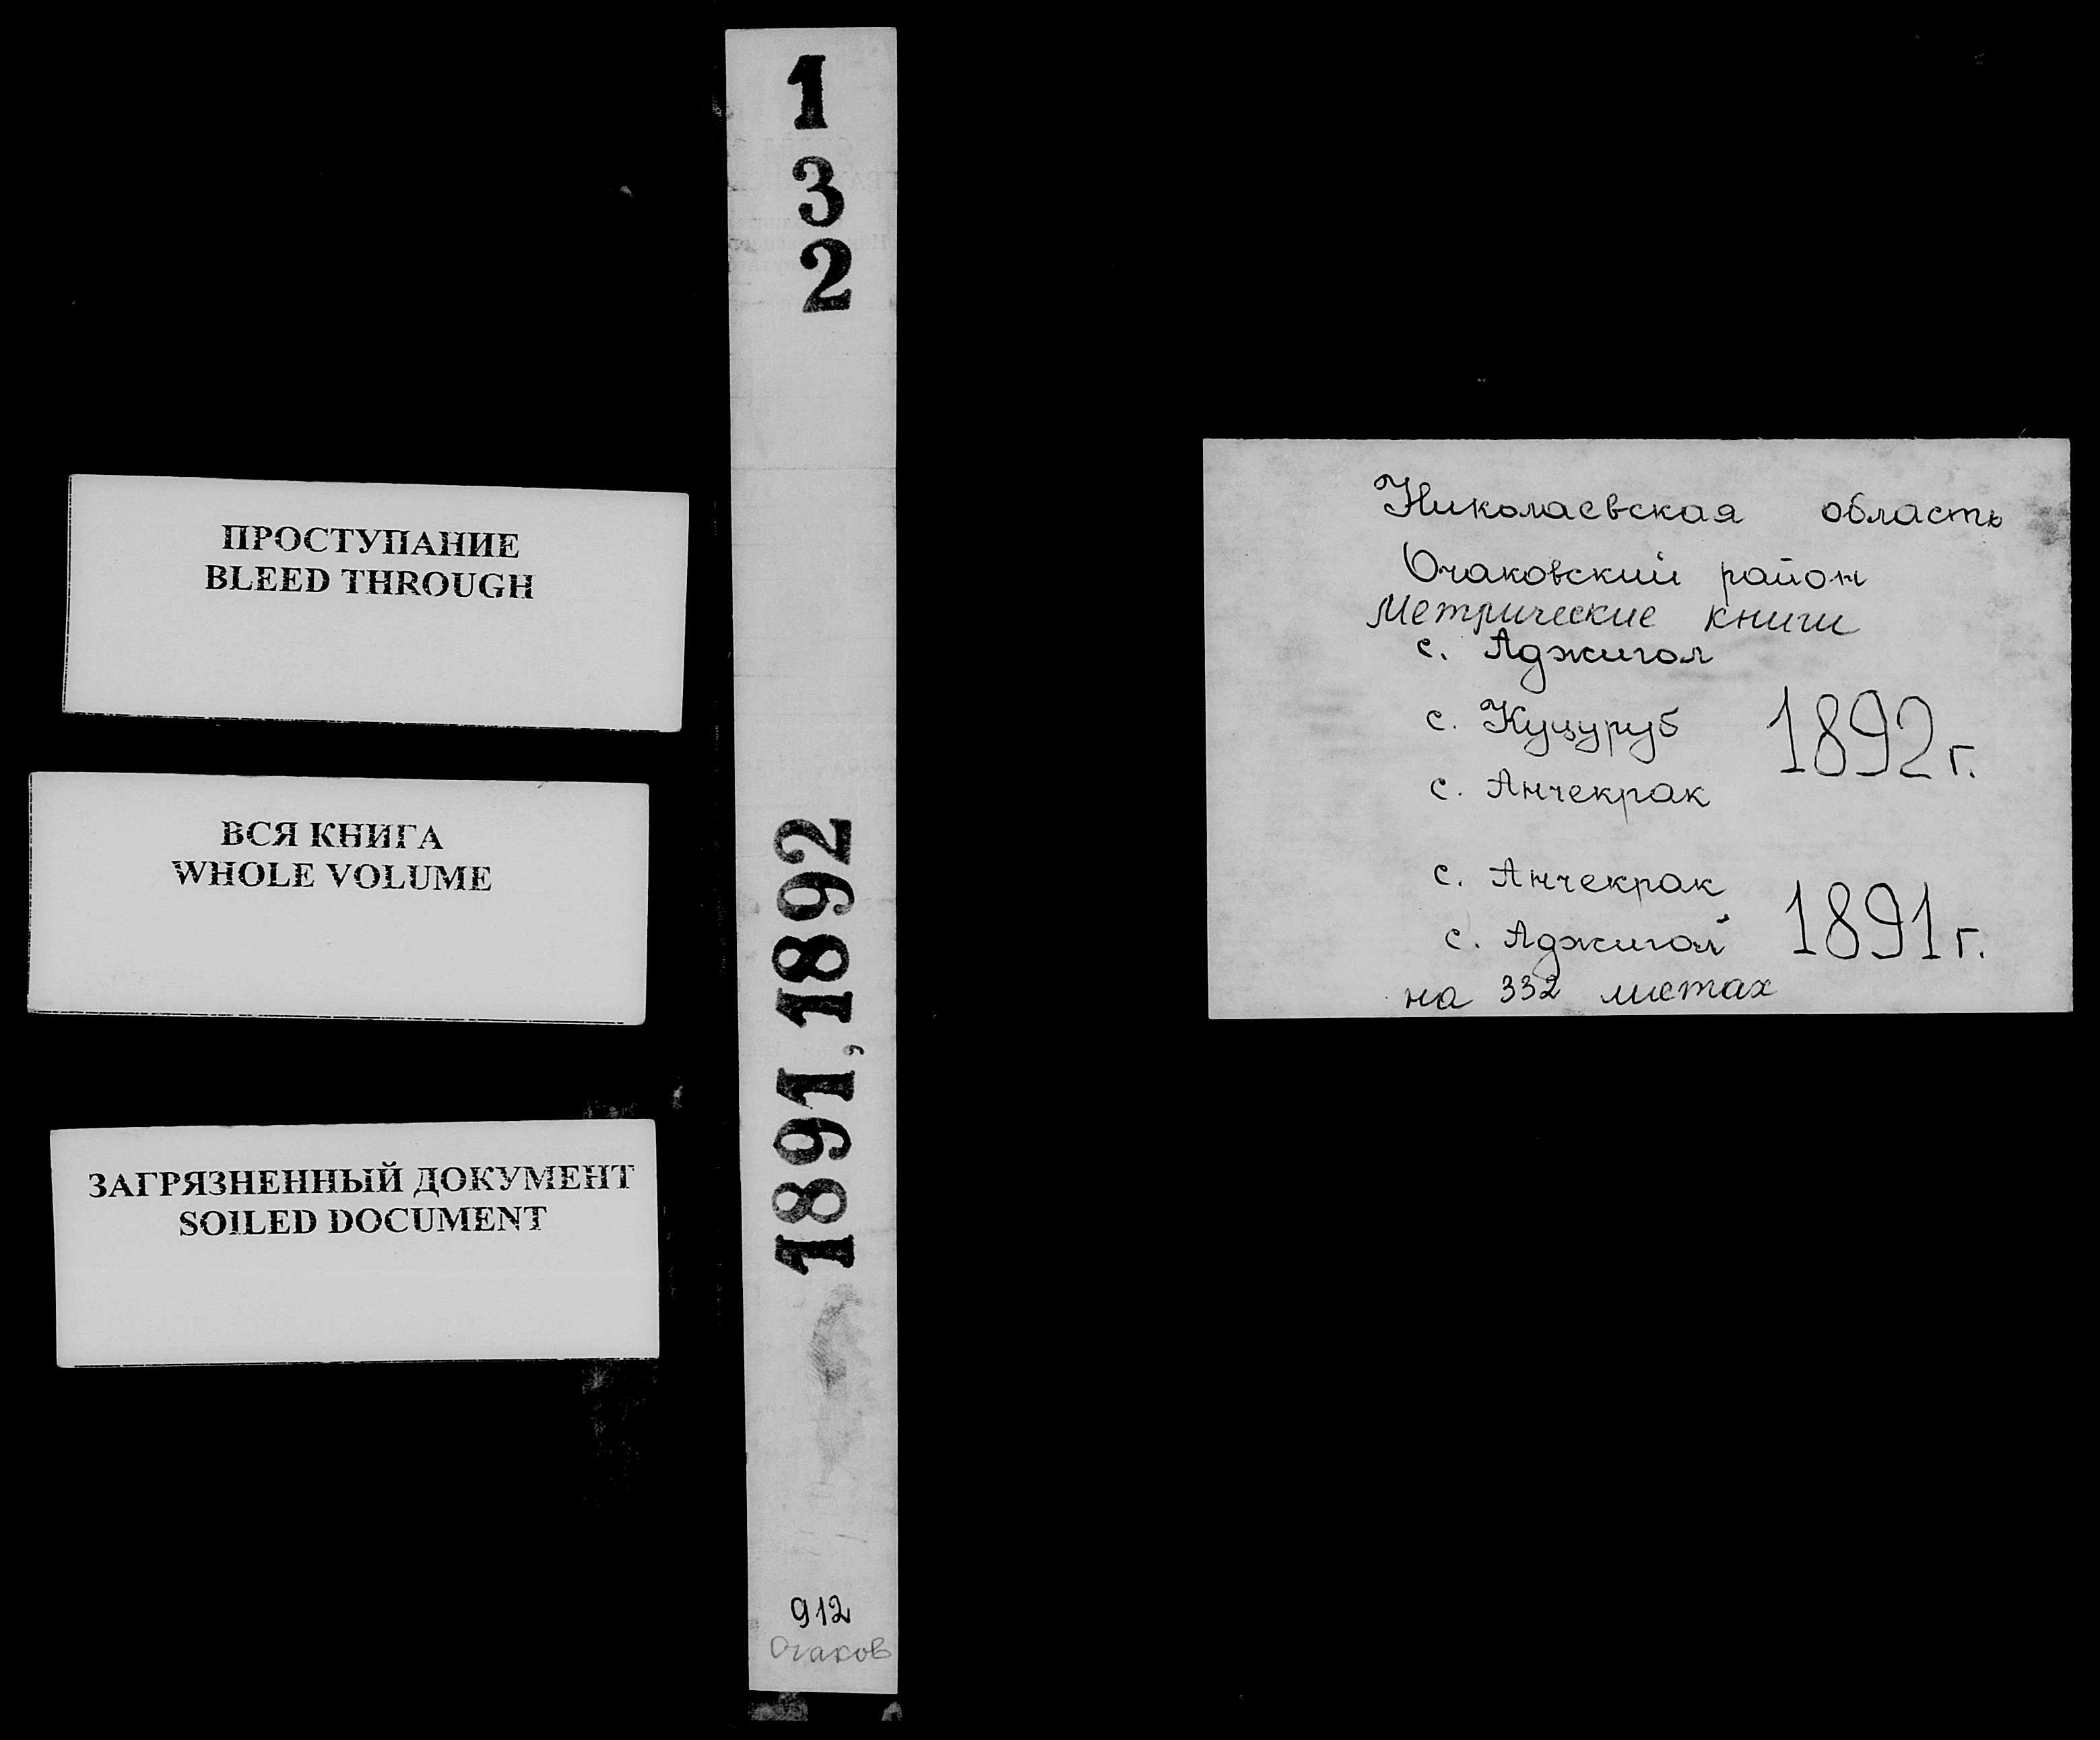 ПРОСТУПАНИЕ
BLEED THROUGH
ВСЯ КНИГА
WHOLE VOLUME
ЗАГРЯЗНЕННЫЙ ДОКУМЕНТ
SOILED DOCUMENT
1
3
2
1891, 1892
912
Очаков
Николаевская область
Очаковский район
Метрические книги
с. Аджигол
с. Куцуруб 1892 г.
с. Анчекрак
с. Анчекрак
с. Аджигол 1891 г.
на 332 листах